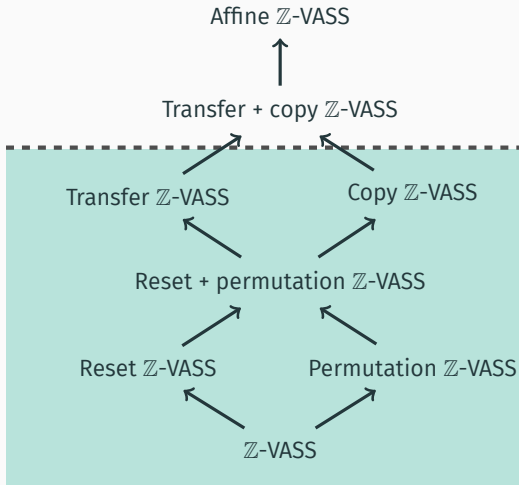 Affine ℤ-VASS
Transfer + copy ℤ-VASS
Transfer ℤ-VASS
Copy ℤ-VASS
Reset + permutation ℤ-VASS
Reset ℤ-VASS
Permutation ℤ-VASS
ℤ-VASS